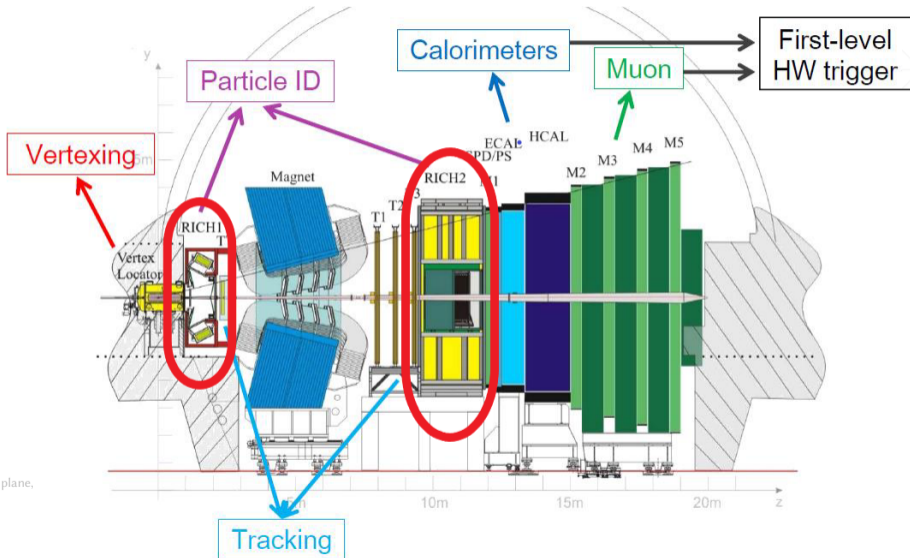 First-level
HW trigger
Calorimeters
Muon
Particle ID
Vertexing
y
5m
ECAL
HCAL
SPD/PS
M1
M2
M3
M4
M5
Magnet
RICH1
RICH2
T1
T2
T3
Vertex
Locator
plane,
5m
10m
15m
20m
z
Tracking